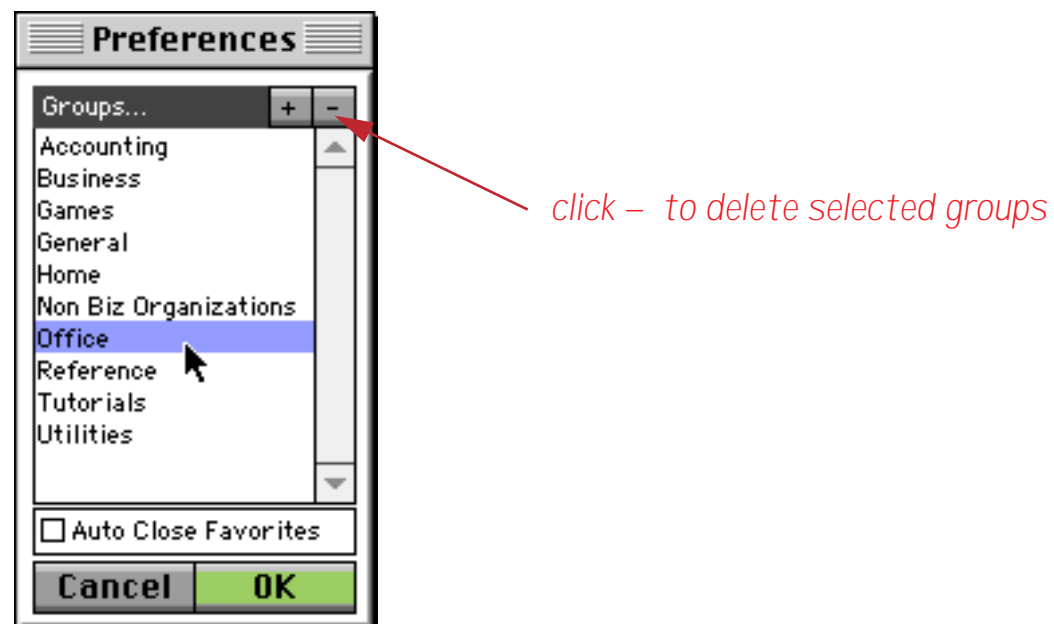 Preferences
Groups... + -
Accounting
Business
Games
click – to delete selected groups
General
Home
Non Biz Organizations
Office
Reference
Tutorials
Utilities
Auto Close Favorites
Cancel OK